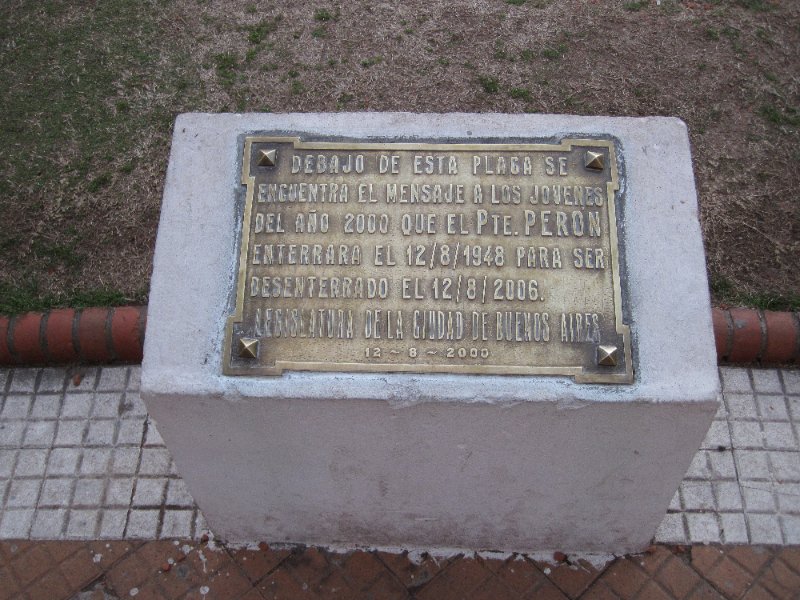 DEBAJO DE ESTA PLACA SE
ENCUENTRA EL MENSAJE A LOS JOVENES
DEL AÑO 2000 QUE EL PTE. PERON
ENTERRARA EL 12/8/1948 PARA SER
DESENTERRADO EL 12/8/2006.
LEGISLATURA DE LA CIUDAD DE BUENOS AIRES
12 - 8 - 2000